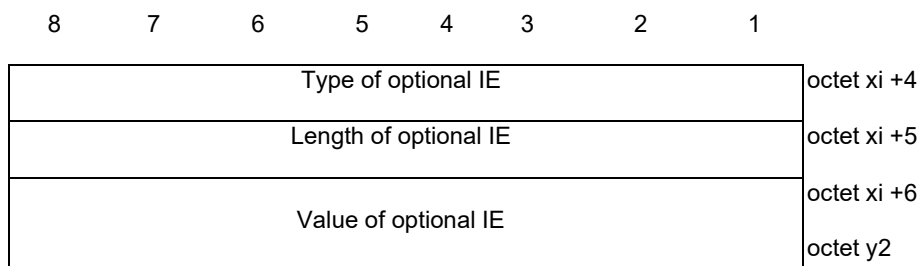 8 7 6 5 4 3 2 1
Type of optional IE octet xi +4
Length of optional IE octet xi +5
octet xi +6
Value of optional IE
octet y2